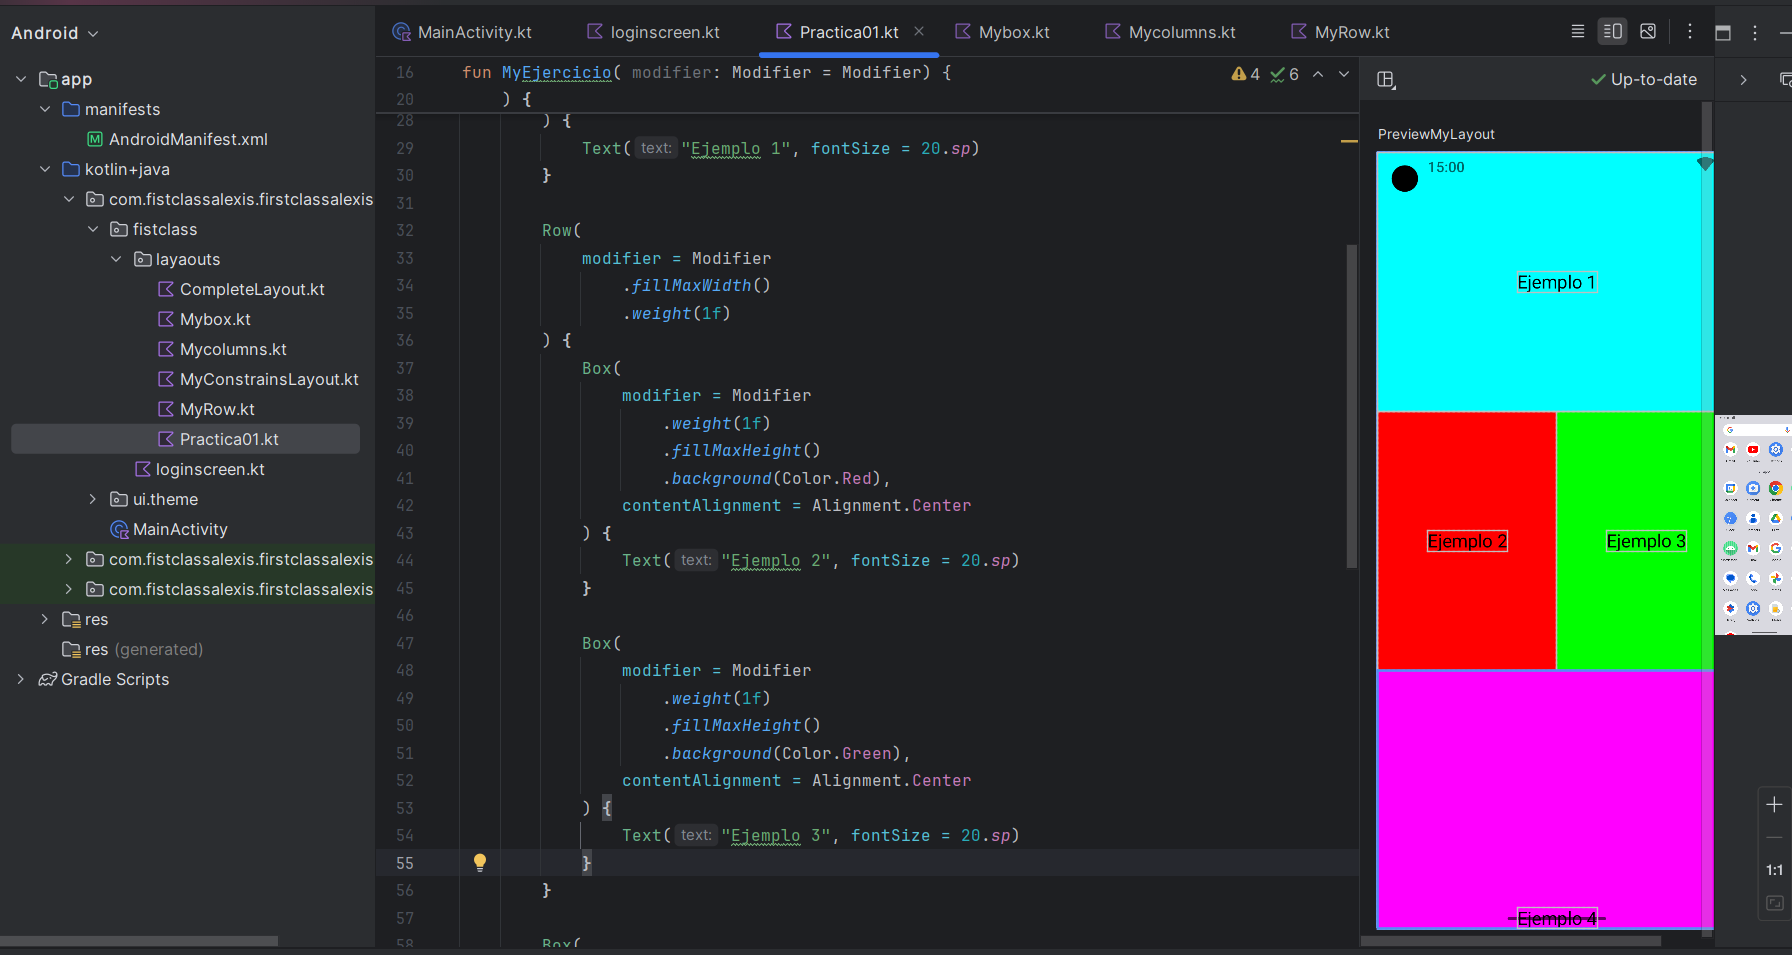 Android
MainActivity.kt
loginscreen.kt
Practica01.kt
Mybox.kt
Mycolumns.kt
MyRow.kt
app
manifests
AndroidManifest.xml
kotlin+java
com.fistclassalexis.firstclassalexis
fistclass
layaouts
CompleteLayout.kt
Mybox.kt
Mycolumns.kt
MyConstrainsLayout.kt
MyRow.kt
Practica01.kt
loginscreen.kt
ui.theme
MainActivity
com.fistclassalexis.firstclassalexis
com.fistclassalexis.firstclassalexis
res
res (generated)
Gradle Scripts
16 fun MyEjercicio( modifier: Modifier = Modifier) {
4 6
20 ) {
28 ) {
29 Text( text: "Ejemplo 1", fontSize = 20.sp)
30 }
31
32 Row(
33 modifier = Modifier
34 .fillMaxWidth()
35 .weight(1f)
36 ) {
37 Box(
38 modifier = Modifier
39 .weight(1f)
40 .fillMaxHeight()
41 .background(Color.Red),
42 contentAlignment = Alignment.Center
43 ) {
44 Text( text: "Ejemplo 2", fontSize = 20.sp)
45 }
46
47 Box(
48 modifier = Modifier
49 .weight(1f)
50 .fillMaxHeight()
51 .background(Color.Green),
52 contentAlignment = Alignment.Center
53 ) {
54 Text( text: "Ejemplo 3", fontSize = 20.sp)
55 }
56 }
57
58 Box(
Up-to-date
PreviewMyLayout
15:00
Ejemplo 1
Ejemplo 2
Ejemplo 3
Ejemplo 4
1:1